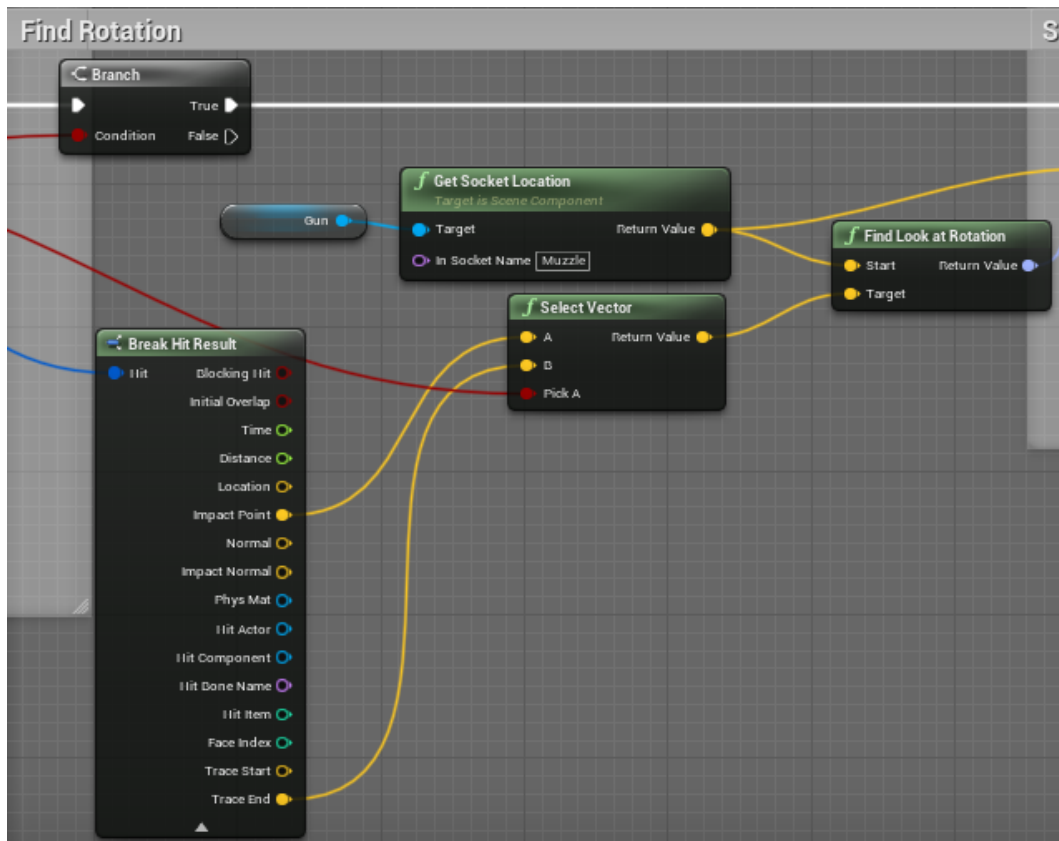 Find Rotation
S
Branch
True
Condition
False
Get Socket Location
Target is Scene Component
Gun
Target
Return Value
In Socket Name
Muzzle
Find Look at Rotation
Start
Return Value
Target
Select Vector
A
Return Value
B
Pick A
Break Hit Result
Hit
Blocking Hit
Initial Overlap
Time
Distance
Location
Impact Point
Normal
Impact Normal
Phys Mat
Hit Actor
Hit Component
Hit Bone Name
Hit Item
Face Index
Trace Start
Trace End